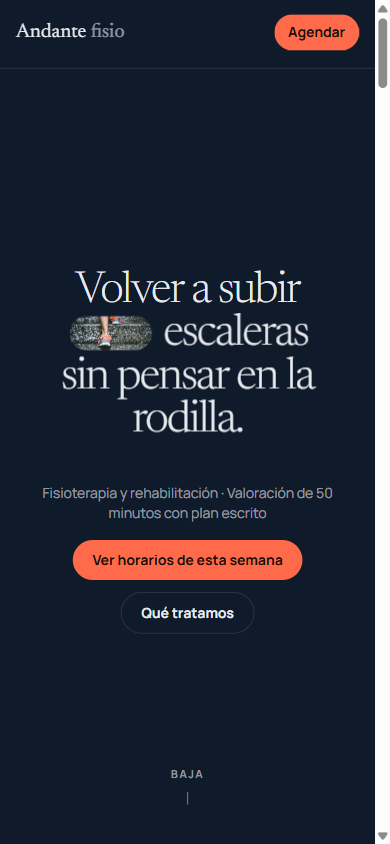 Andante fisio
Agendar
Volver a subir
escaleras
sin pensar en la
rodilla.
Fisioterapia y rehabilitación · Valoración de 50
minutos con plan escrito
Ver horarios de esta semana
Qué tratamos
BAJA